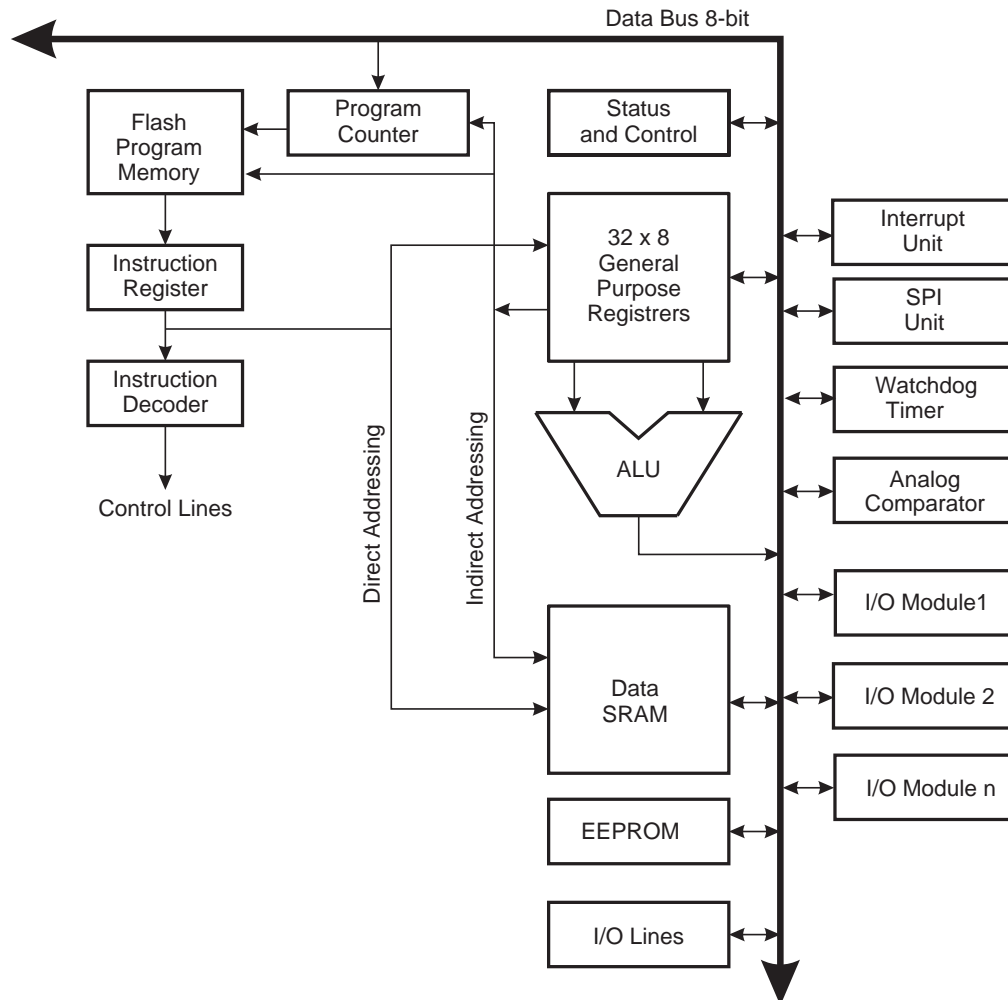 Data Bus 8-bit
Flash
Program
Memory
Program
Counter
Status
and Control
Interrupt
Unit
32 x 8
General
Purpose
Registrers
Instruction
Register
SPI
Unit
Instruction
Decoder
Watchdog
Timer
ALU
Analog
Comparator
Control Lines
Direct Addressing
Indirect Addressing
I/O Module1
Data
SRAM
I/O Module 2
I/O Module n
EEPROM
I/O Lines